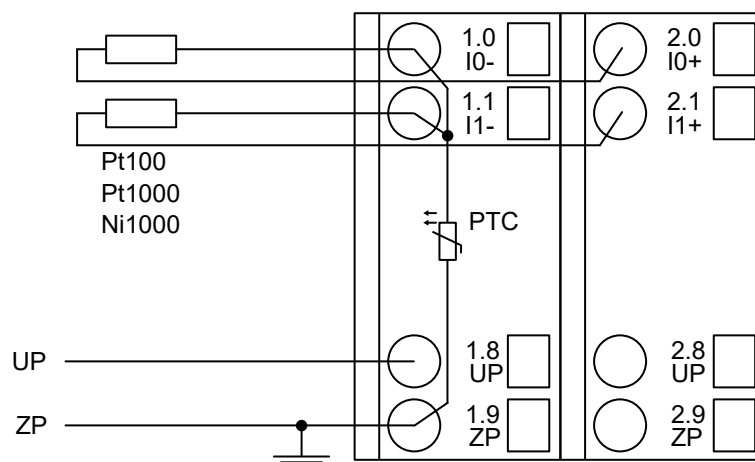 1.0
I0-
2.0
I0+
1.1
I1-
2.1
I1+
Pt100
Pt1000
Ni1000
PTC
UP
1.8
UP
2.8
UP
ZP
1.9
ZP
2.9
ZP